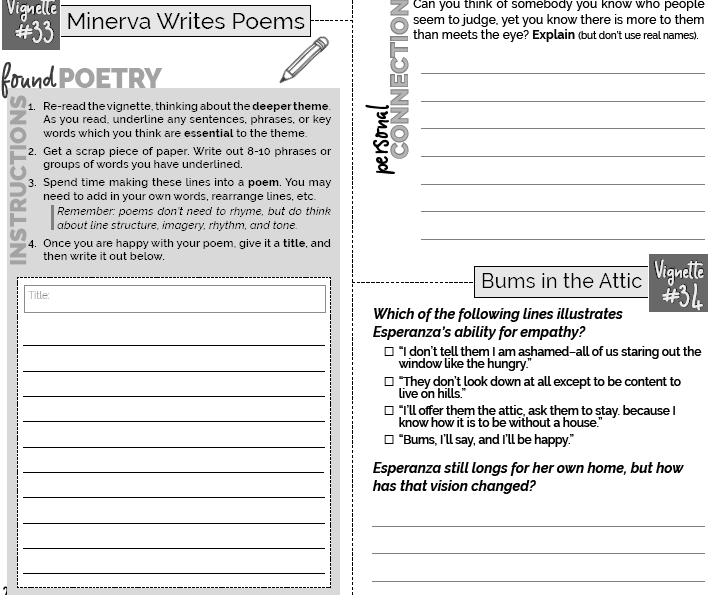 Vignette
#33
Minerva Writes Poems
found POETRY
INSTRUCTIONS
1. Re-read the vignette, thinking about the deeper theme.
As you read, underline any sentences, phrases, or key
words which you think are essential to the theme.
2. Get a scrap piece of paper. Write out 8-10 phrases or
groups of words you have underlined.
3. Spend time making these lines into a poem. You may
need to add in your own words, rearrange lines, etc.
Remember: poems don't need to rhyme, but do think
about line structure, imagery, rhythm, and tone.
4. Once you are happy with your poem, give it a title, and
then write it out below.
Title:
personal
CONNECTION
Can you think of somebody you know who people
seem to judge, yet you know there is more to them
than meets the eye? Explain (but don't use real names).
Bums in the Attic
Vignette
#34
Which of the following lines illustrates
Esperanza's ability for empathy?
☐ "I don't tell them I am ashamed–all of us staring out the
window like the hungry."
☐ "They don't look down at all except to be content to
live on hills."
☐ "I'll offer them the attic, ask them to stay. because I
know how it is to be without a house."
☐ "Bums, I'll say, and I'll be happy."
Esperanza still longs for her own home, but how
has that vision changed?